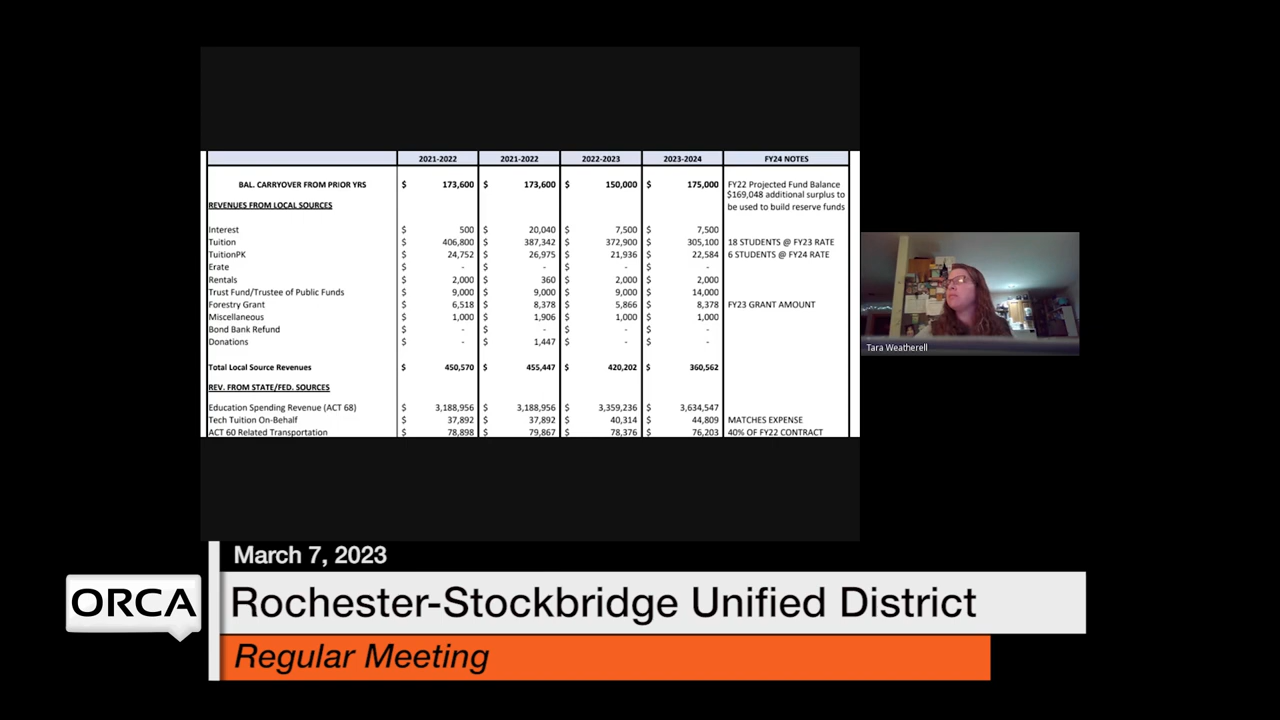 2021-2022 2021-2022 2022-2023 2023-2024 FY24 NOTES
BAL. CARRYOVER FROM PRIOR YRS $ 173,600 $ 173,600 $ 150,000 $ 175,000 FY22 Projected Fund Balance
$169,048 additional surplus to
REVENUES FROM LOCAL SOURCES be used to build reserve funds
Interest $ 500 $ 20,040 $ 7,500 $ 7,500
Tuition $ 406,800 $ 387,342 $ 372,900 $ 305,100 18 STUDENTS @ FY23 RATE
TuitionPK $ 24,752 $ 26,975 $ 21,936 $ 22,584 6 STUDENTS @ FY24 RATE
Erate $ - $ - $ - $ -
Rentals $ 2,000 $ 360 $ 2,000 $ 2,000
Trust Fund/Trustee of Public Funds $ 9,000 $ 9,000 $ 9,000 $ 14,000
Forestry Grant $ 6,518 $ 8,378 $ 5,866 $ 8,378 FY23 GRANT AMOUNT
Miscellaneous $ 1,000 $ 1,906 $ 1,000 $ 1,000
Bond Bank Refund $ - $ - $ - $ -
Donations $ - $ 1,447 $ - $ -
Total Local Source Revenues $ 450,570 $ 455,447 $ 420,202 $ 360,562
REV. FROM STATE/FED. SOURCES
Education Spending Revenue (ACT 68) $ 3,188,956 $ 3,188,956 $ 3,359,236 $ 3,634,547
Tech Tuition On-Behalf $ 37,892 $ 37,892 $ 40,314 $ 44,809 MATCHES EXPENSE
ACT 60 Related Transportation $ 78,898 $ 79,867 $ 78,376 $ 76,203 40% OF FY22 CONTRACT
Tara Weatherell
March 7, 2023
ORCA
Rochester-Stockbridge Unified District
Regular Meeting